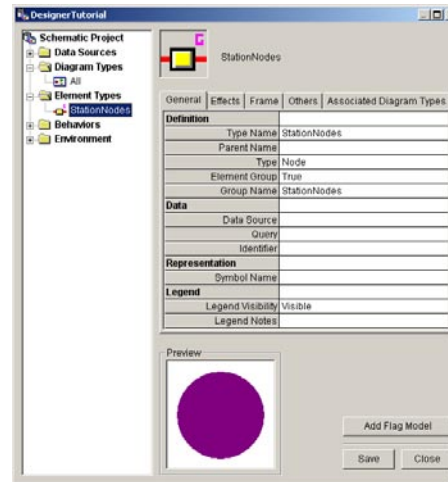 DesignerTutorial
Schematic Project
Data Sources
Diagram Types
All
Element Types
StationNodes
Behaviors
Environment
G
StationNodes
General Effects Frame Others Associated Diagram Types
Definition
Type Name StationNodes
Parent Name
Type Node
Element Group True
Group Name StationNodes
Data
Data Source
Query
Identifier
Representation
Symbol Name
Legend
Legend Visibility Visible
Legend Notes
Preview
Add Flag Model
Save Close